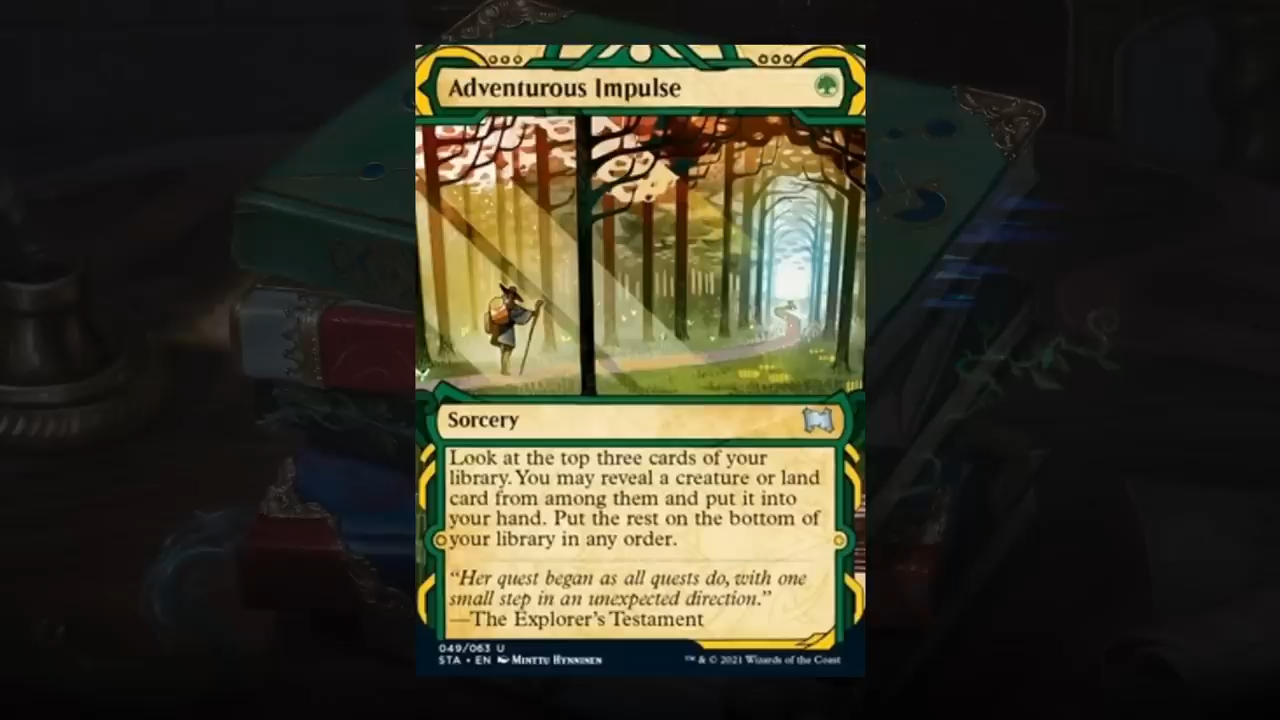 Adventurous Impulse
Sorcery
Look at the top three cards of your
library. You may reveal a creature or land
card from among them and put it into
your hand. Put the rest on the bottom of
your library in any order.
“Her quest began as all quests do, with one
small step in an unexpected direction.”
—The Explorer's Testament
049/063 U
STA • EN Minttu Hynninen
™ & © 2021 Wizards of the Coast